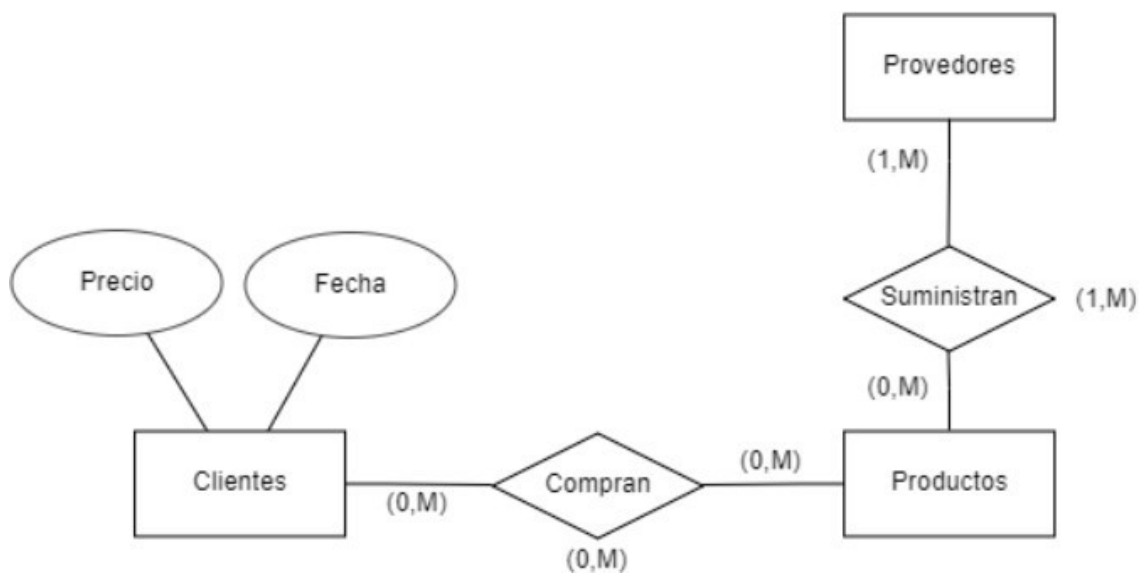 Provedores
(1,M)
Precio
Fecha
Suministran
(1,M)
(0,M)
Clientes
(0,M)
Compran
(0,M)
Productos
(0,M)